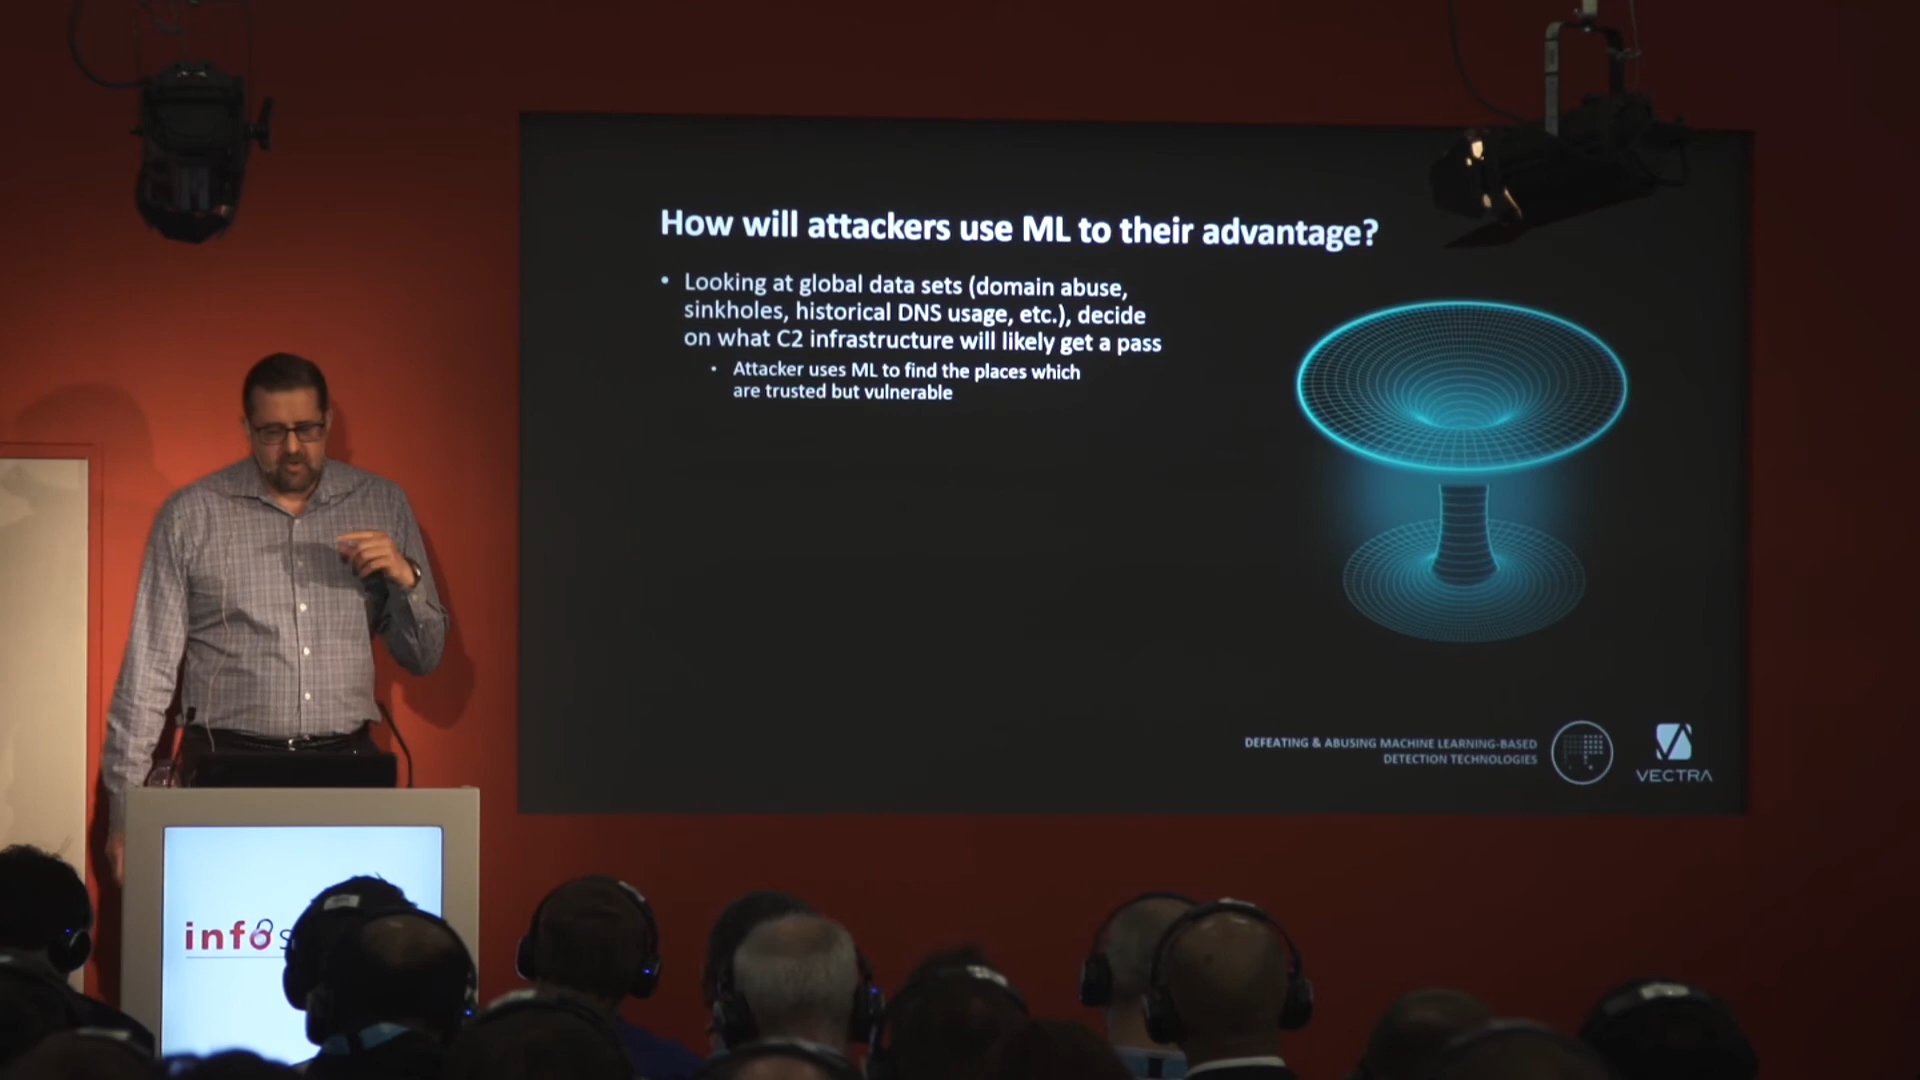 How will attackers use ML to their advantage?
• Looking at global data sets (domain abuse,
sinkholes, historical DNS usage, etc.), decide
on what C2 infrastructure will likely get a pass
• Attacker uses ML to find the places which
are trusted but vulnerable
DEFEATING & ABUSING MACHINE LEARNING-BASED
DETECTION TECHNOLOGIES
VECTRA
infos